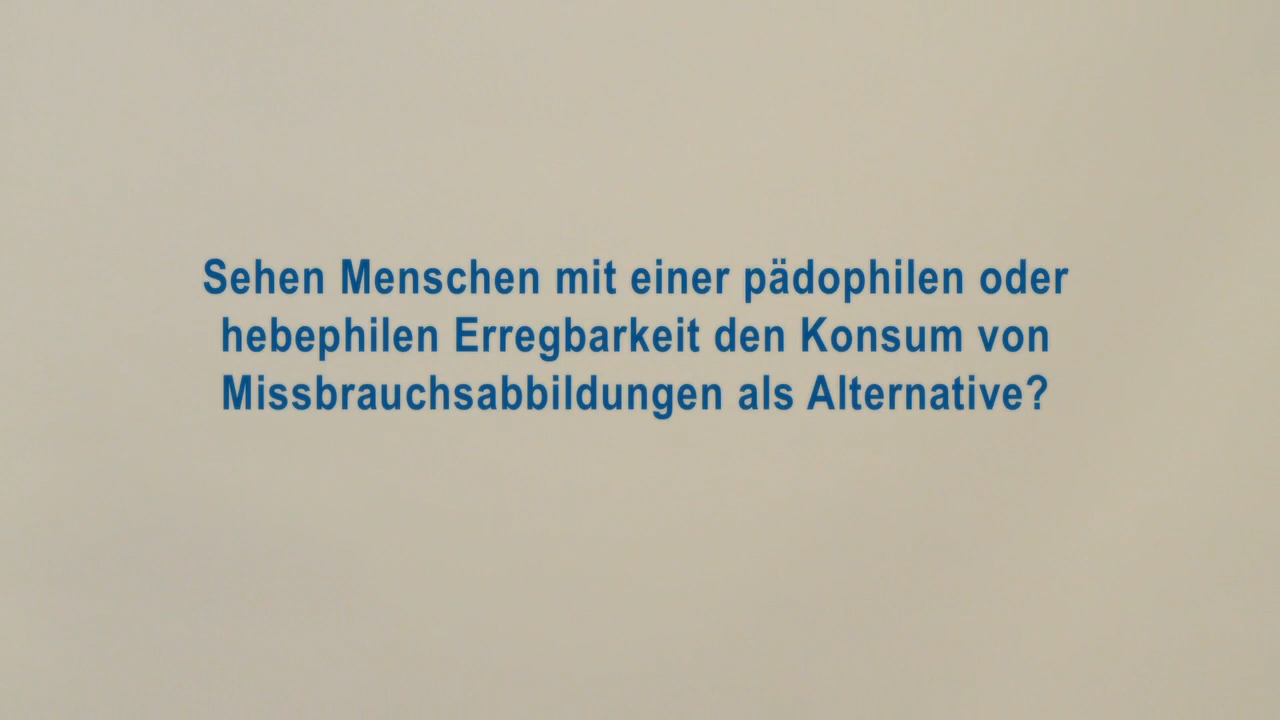 Sehen Menschen mit einer pädophilen oder
hebephilen Erregbarkeit den Konsum von
Missbrauchsabbildungen als Alternative?